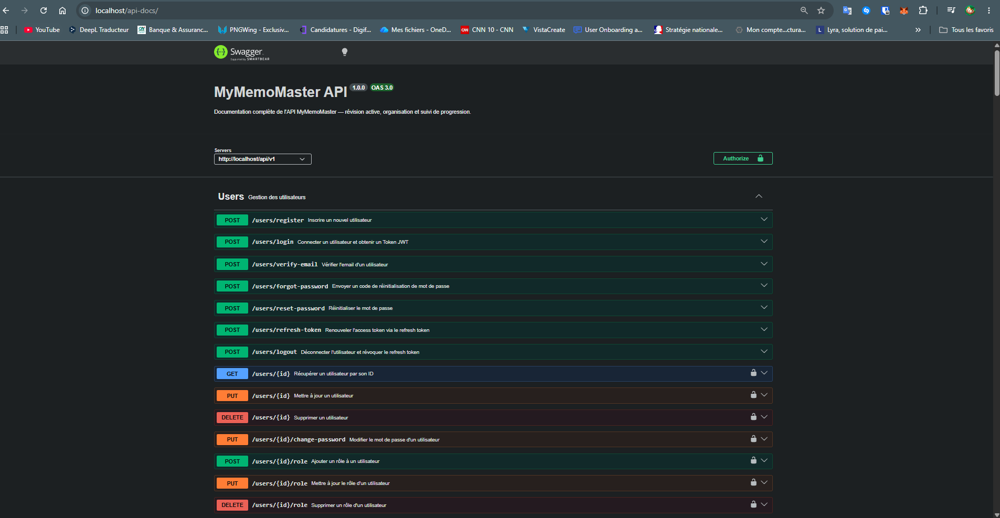 localhost/api-docs/
YouTube DeepL Traducteur Banque & Assuranc... PNGWing - Exclusiv... Candidatures - Digif... Mes fichiers - OneD... CNN CNN 10 - CNN VistaCreate User Onboarding a... Stratégie nationale... Mon compte...ctura... L Lyra, solution de pai... Tous les favoris
{···} Swagger.
Supported by SMARTBEAR
MyMemoMaster API 1.0.0 OAS 3.0
Documentation complète de l'API MyMemoMaster — révision active, organisation et suivi de progression.
Servers
http://localhost/api/v1
Authorize
Users Gestion des utilisateurs
POST /users/register Inscrire un nouvel utilisateur
POST /users/login Connecter un utilisateur et obtenir un Token JWT
POST /users/verify-email Vérifier l'email d'un utilisateur
POST /users/forgot-password Envoyer un code de réinitialisation de mot de passe
POST /users/reset-password Réinitialiser le mot de passe
POST /users/refresh-token Renouveler l'access token via le refresh token
POST /users/logout Déconnecter l'utilisateur et révoquer le refresh token
GET /users/{id} Récupérer un utilisateur par son ID
PUT /users/{id} Mettre à jour un utilisateur
DELETE /users/{id} Supprimer un utilisateur
PUT /users/{id}/change-password Modifier le mot de passe d'un utilisateur
POST /users/{id}/role Ajouter un rôle à un utilisateur
PUT /users/{id}/role Mettre à jour le rôle d'un utilisateur
DELETE /users/{id}/role Supprimer un rôle d'un utilisateur